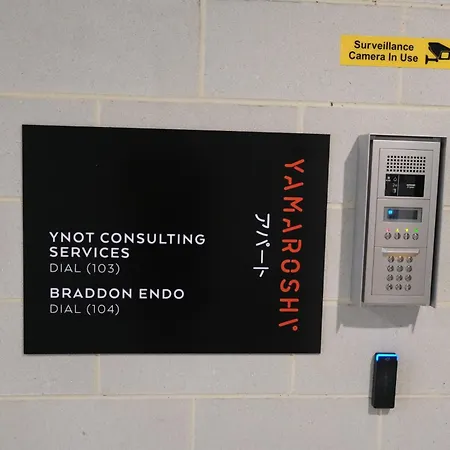 Surveillance
Camera In Use
YNOT CONSULTING
SERVICES
DIAL (103)
BRADDON ENDO
DIAL (104)
YAMAROSHI
アパート